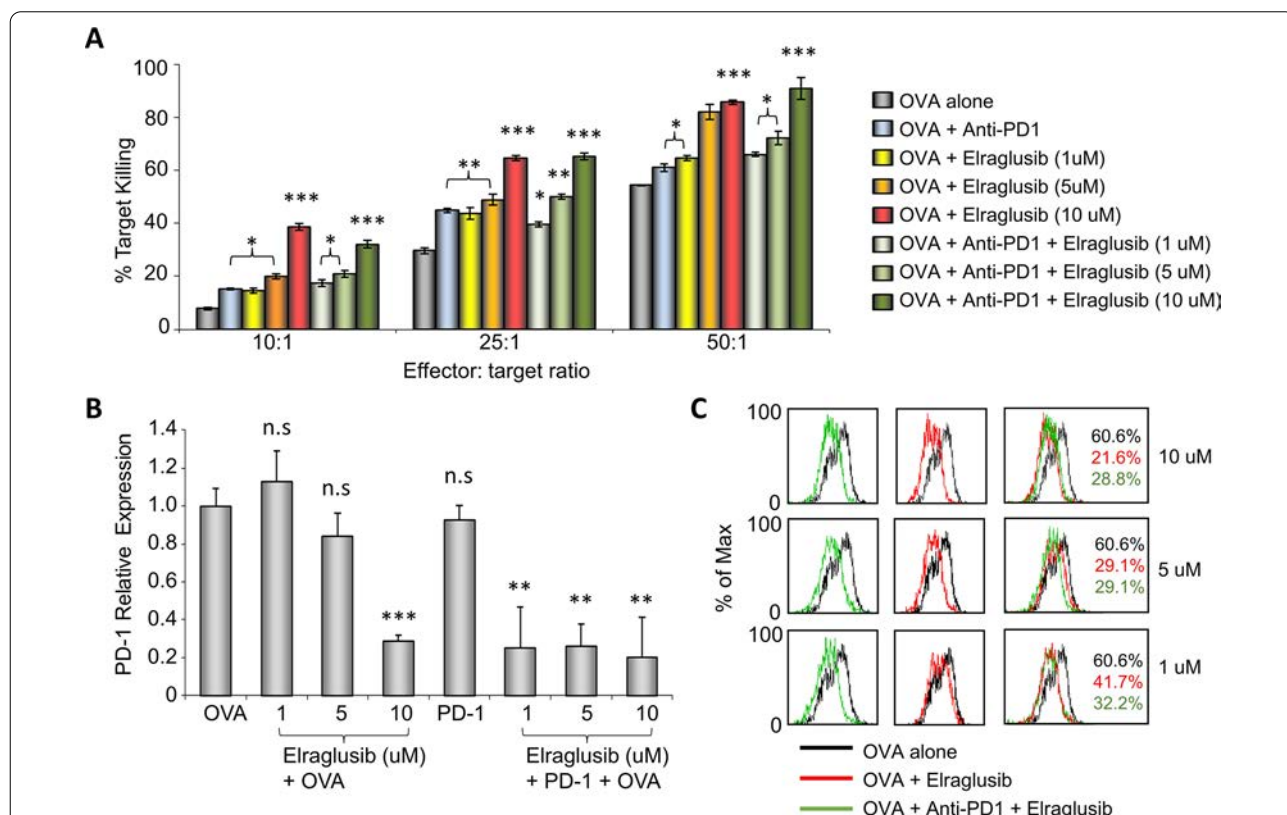 A
% Target Killing
100
80
60
40
20
0
*
***
*
***
**
***
*
**
***
*
***
*
***
10:1
25:1
50:1
Effector: target ratio
OVA alone
OVA + Anti-PD1
OVA + Elraglusib (1uM)
OVA + Elraglusib (5uM)
OVA + Elraglusib (10 uM)
OVA + Anti-PD1 + Elraglusib (1 uM)
OVA + Anti-PD1 + Elraglusib (5 uM)
OVA + Anti-PD1 + Elraglusib (10 uM)
B
PD-1 Relative Expression
1.4
1.2
1.0
0.8
0.6
0.4
0.2
0
n.s
n.s
***
n.s
**
**
**
OVA 1 5 10 PD-1 1 5 10
Elraglusib (uM)
+ OVA
Elraglusib (uM)
+ PD-1 + OVA
C
% of Max
100
0
60.6%
21.6%
28.8%
10 uM
100
0
60.6%
29.1%
29.1%
5 uM
100
0
60.6%
41.7%
32.2%
1 uM
OVA alone
OVA + Elraglusib
OVA + Anti-PD1 + Elraglusib